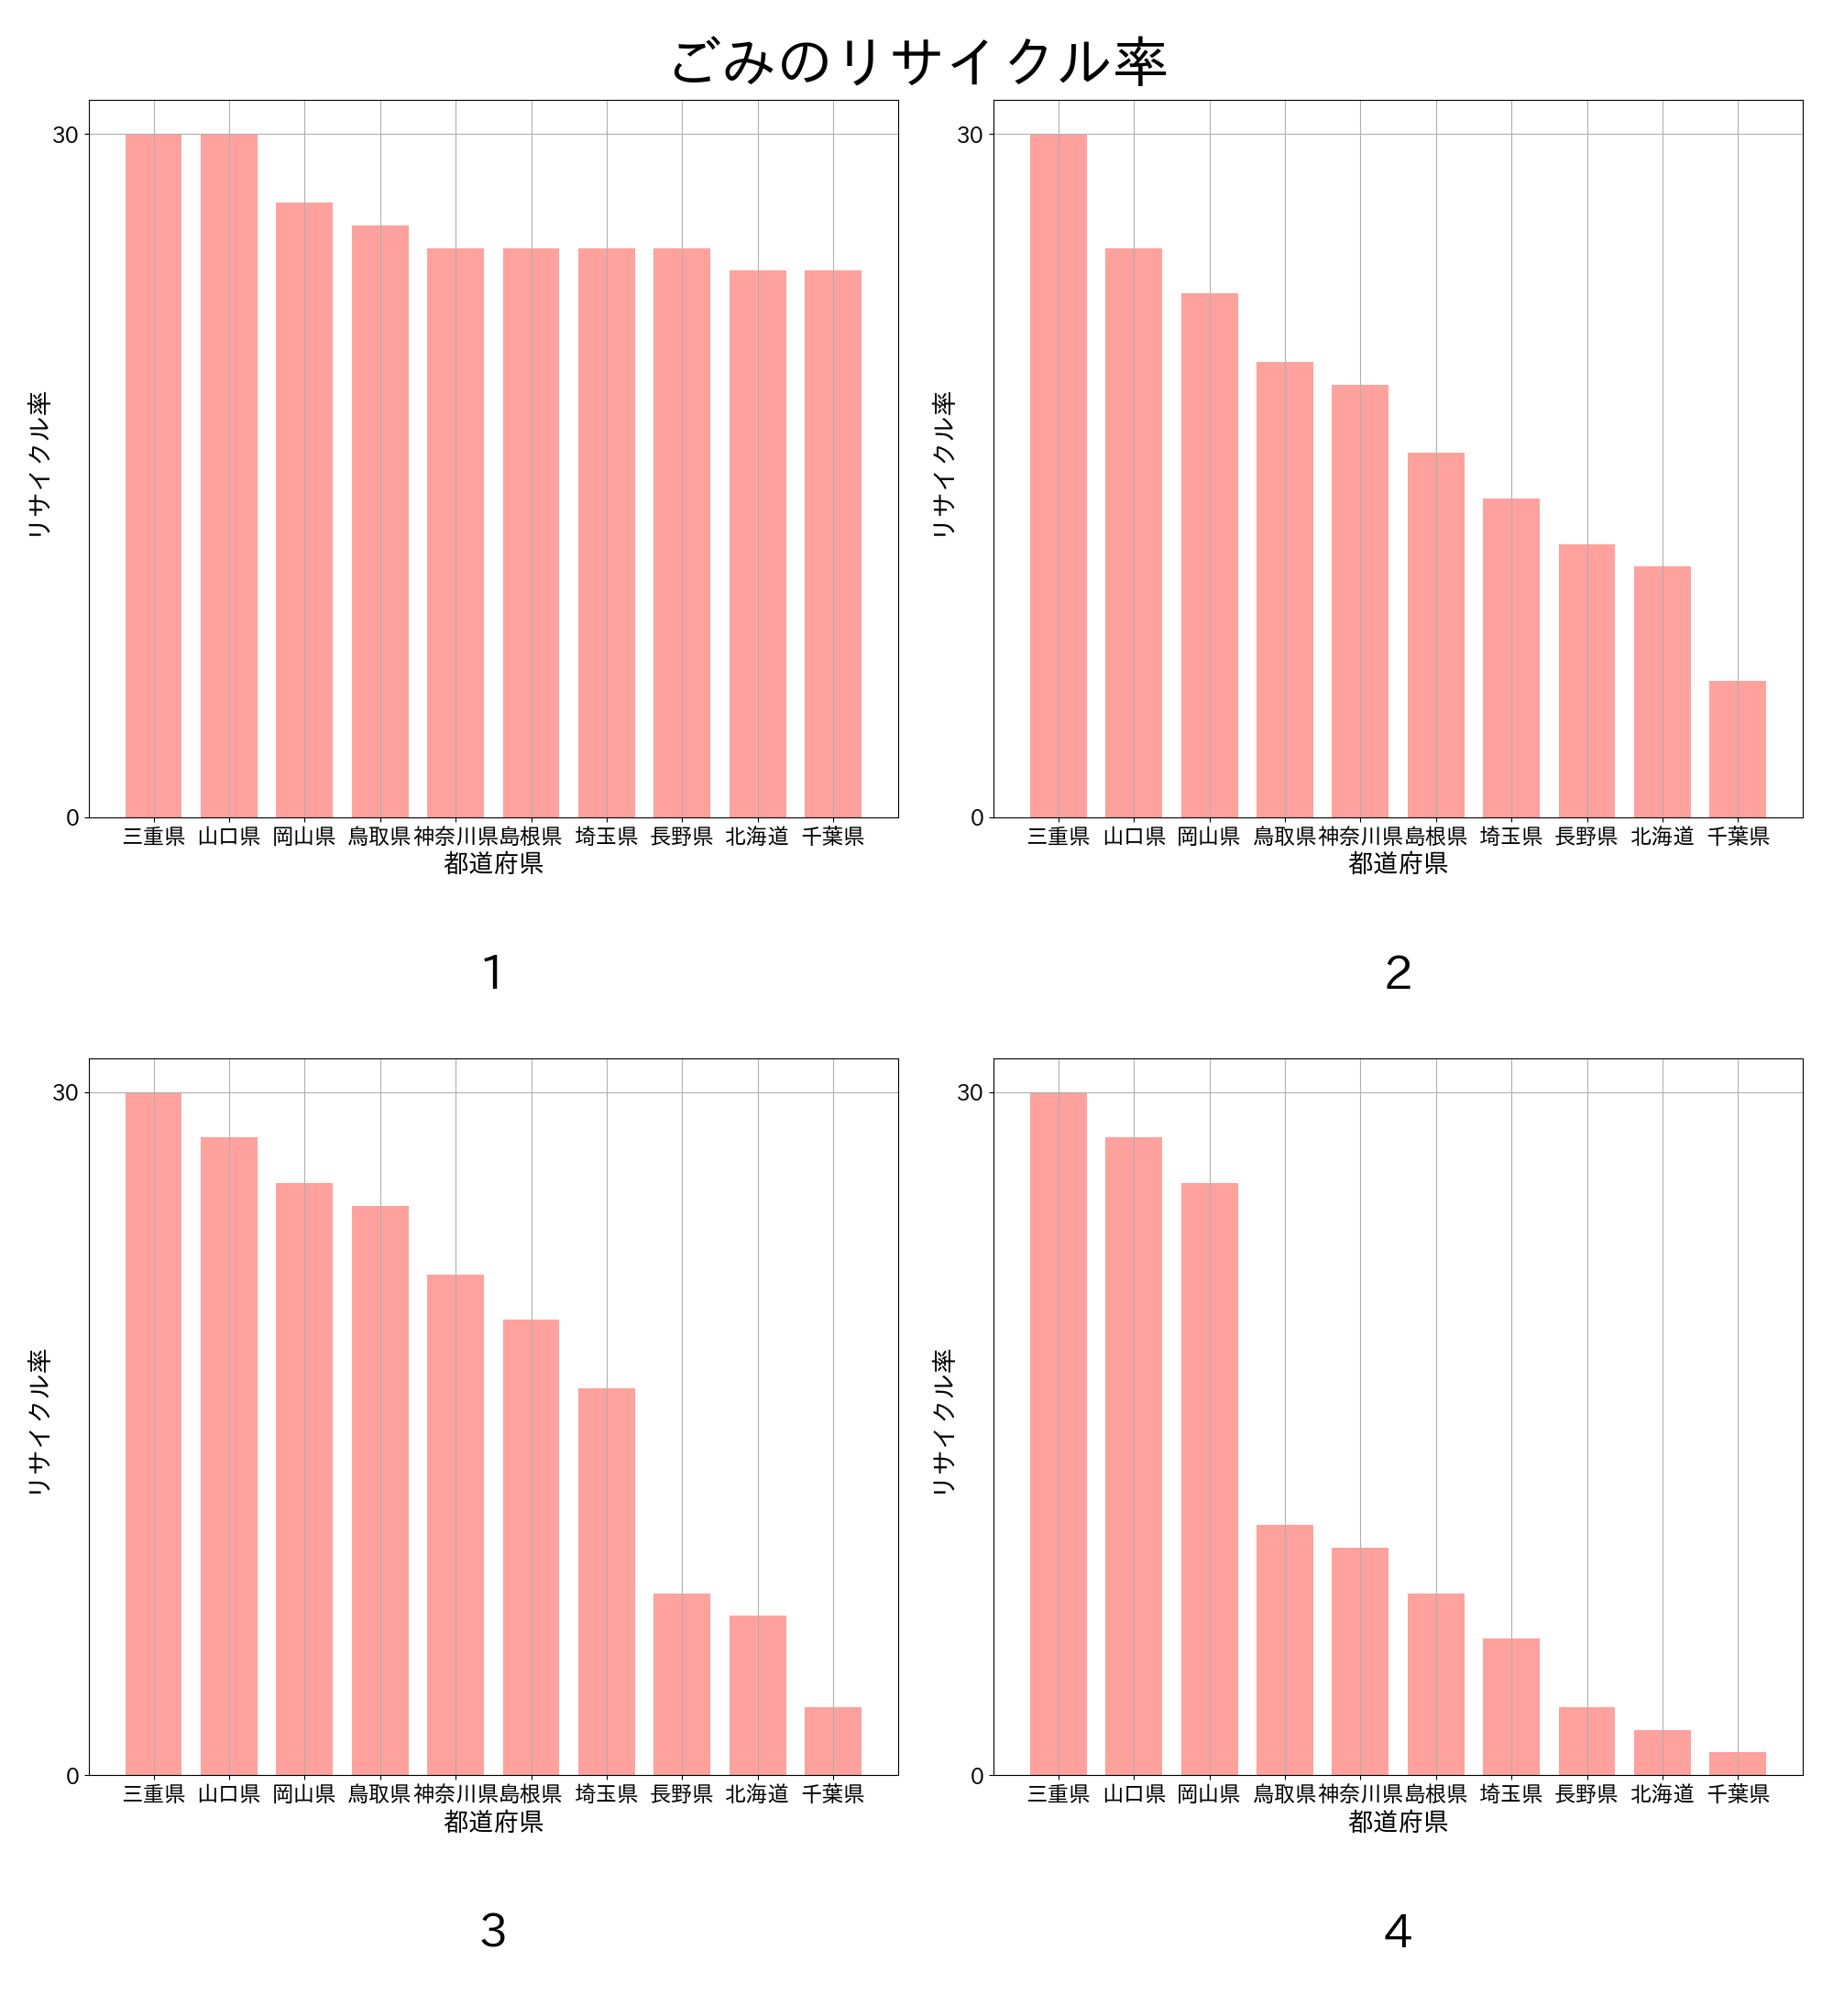 ごみのリサイクル率
30
0
リサイクル率
三重県 山口県 岡山県 鳥取県 神奈川県 島根県 埼玉県 長野県 北海道 千葉県
都道府県
1
30
0
リサイクル率
三重県 山口県 岡山県 鳥取県 神奈川県 島根県 埼玉県 長野県 北海道 千葉県
都道府県
2
30
0
リサイクル率
三重県 山口県 岡山県 鳥取県 神奈川県 島根県 埼玉県 長野県 北海道 千葉県
都道府県
3
30
0
リサイクル率
三重県 山口県 岡山県 鳥取県 神奈川県 島根県 埼玉県 長野県 北海道 千葉県
都道府県
4